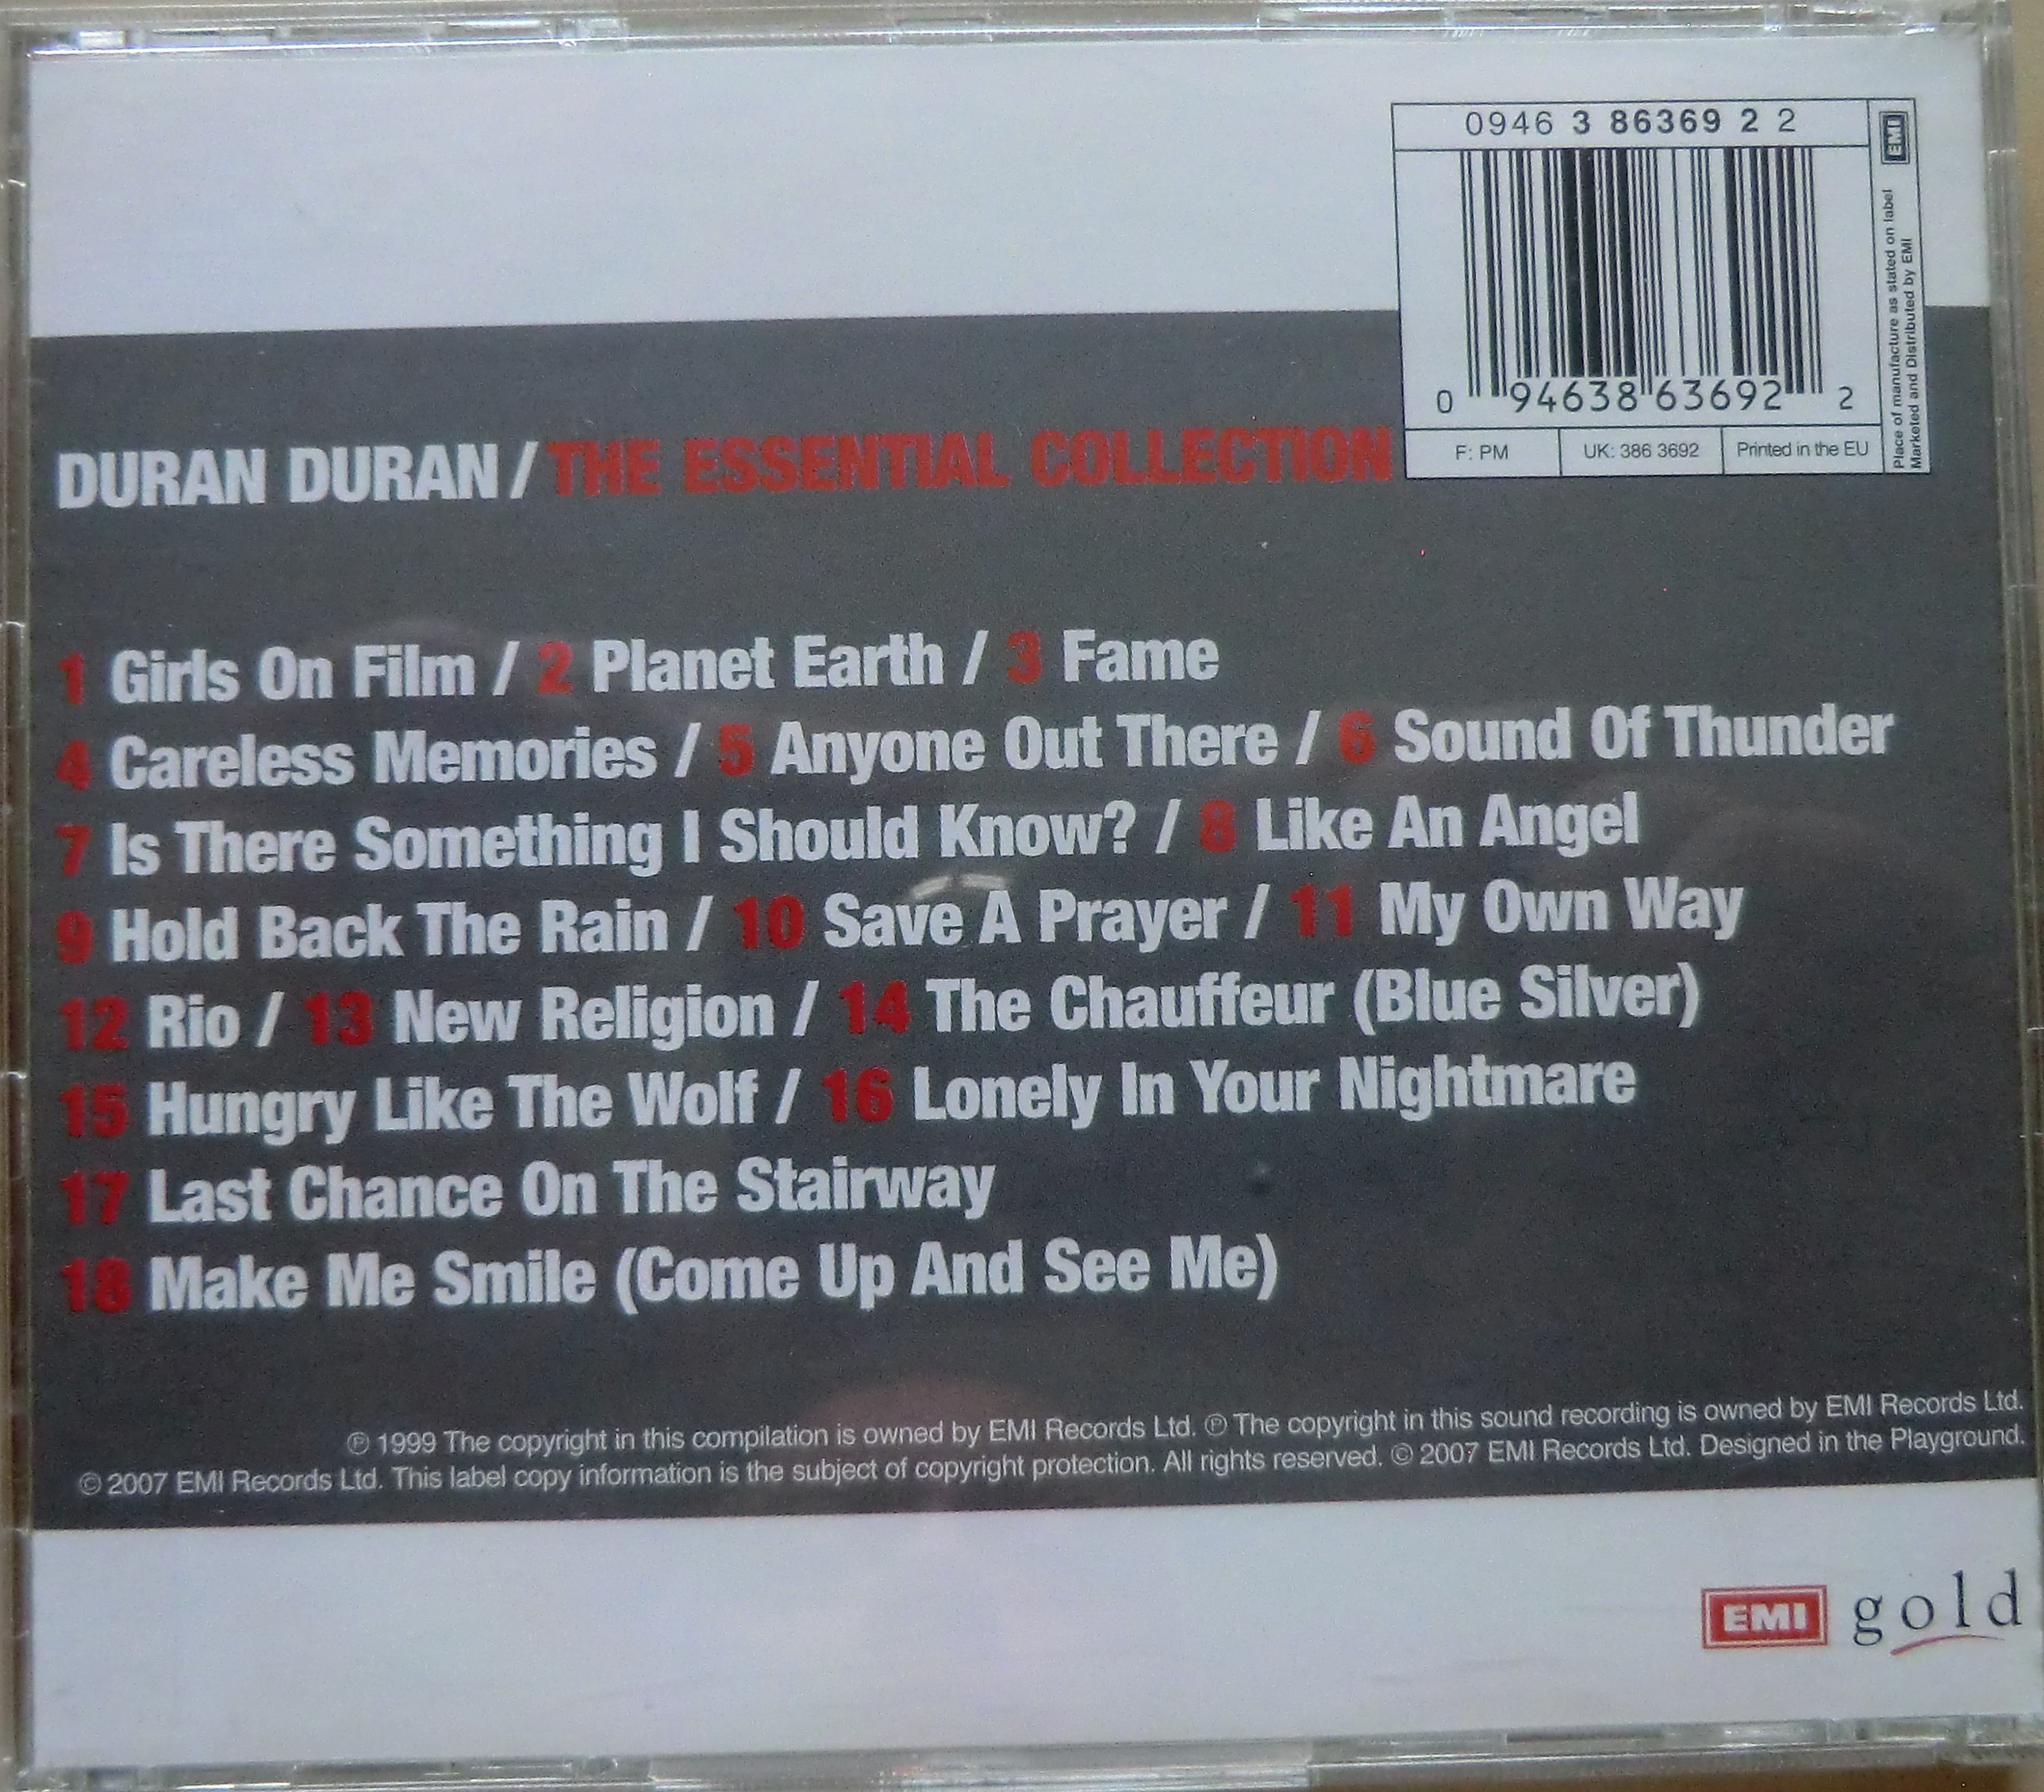 0946 3 86369 2 2
0 94638 63692 2
F: PM UK: 386 3692 Printed in the EU
EMI
Place of manufacture as stated on label
Marketed and Distributed by EMI
DURAN DURAN / THE ESSENTIAL COLLECTION
1 Girls On Film / 2 Planet Earth / 3 Fame
4 Careless Memories / 5 Anyone Out There / 6 Sound Of Thunder
7 Is There Something I Should Know? / 8 Like An Angel
9 Hold Back The Rain / 10 Save A Prayer / 11 My Own Way
12 Rio / 13 New Religion / 14 The Chauffeur (Blue Silver)
15 Hungry Like The Wolf / 16 Lonely In Your Nightmare
17 Last Chance On The Stairway
18 Make Me Smile (Come Up And See Me)
℗ 1999 The copyright in this compilation is owned by EMI Records Ltd. ℗ The copyright in this sound recording is owned by EMI Records Ltd.
© 2007 EMI Records Ltd. This label copy information is the subject of copyright protection. All rights reserved. © 2007 EMI Records Ltd. Designed in the Playground.
EMI gold